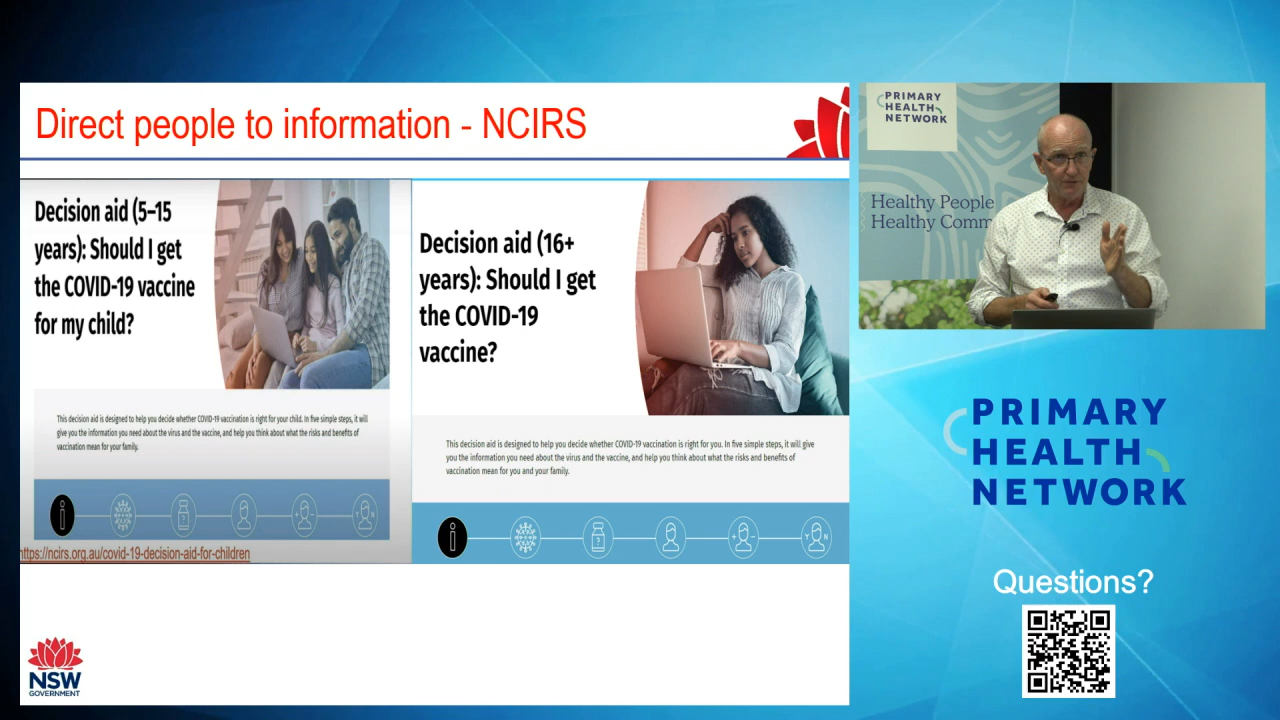 Direct people to information - NCIRS
Decision aid (5–15
years): Should I get
the COVID-19 vaccine
for my child?
This decision aid is designed to help you decide whether COVID-19 vaccination is right for your child. In five simple steps, it will
give you the information you need about the virus and the vaccine, and help you think about what the risks and benefits of
vaccination mean for your family.
https://ncirs.org.au/covid-19-decision-aid-for-children
Decision aid (16+
years): Should I get
the COVID-19
vaccine?
This decision aid is designed to help you decide whether COVID-19 vaccination is right for you. In five simple steps, it will give
you the information you need about the virus and the vaccine, and help you think about what the risks and benefits of
vaccination mean for you and your family.
NSW
GOVERNMENT
PRIMARY
HEALTH
NETWORK
Healthy People
Healthy Comm
PRIMARY
HEALTH
NETWORK
Questions?